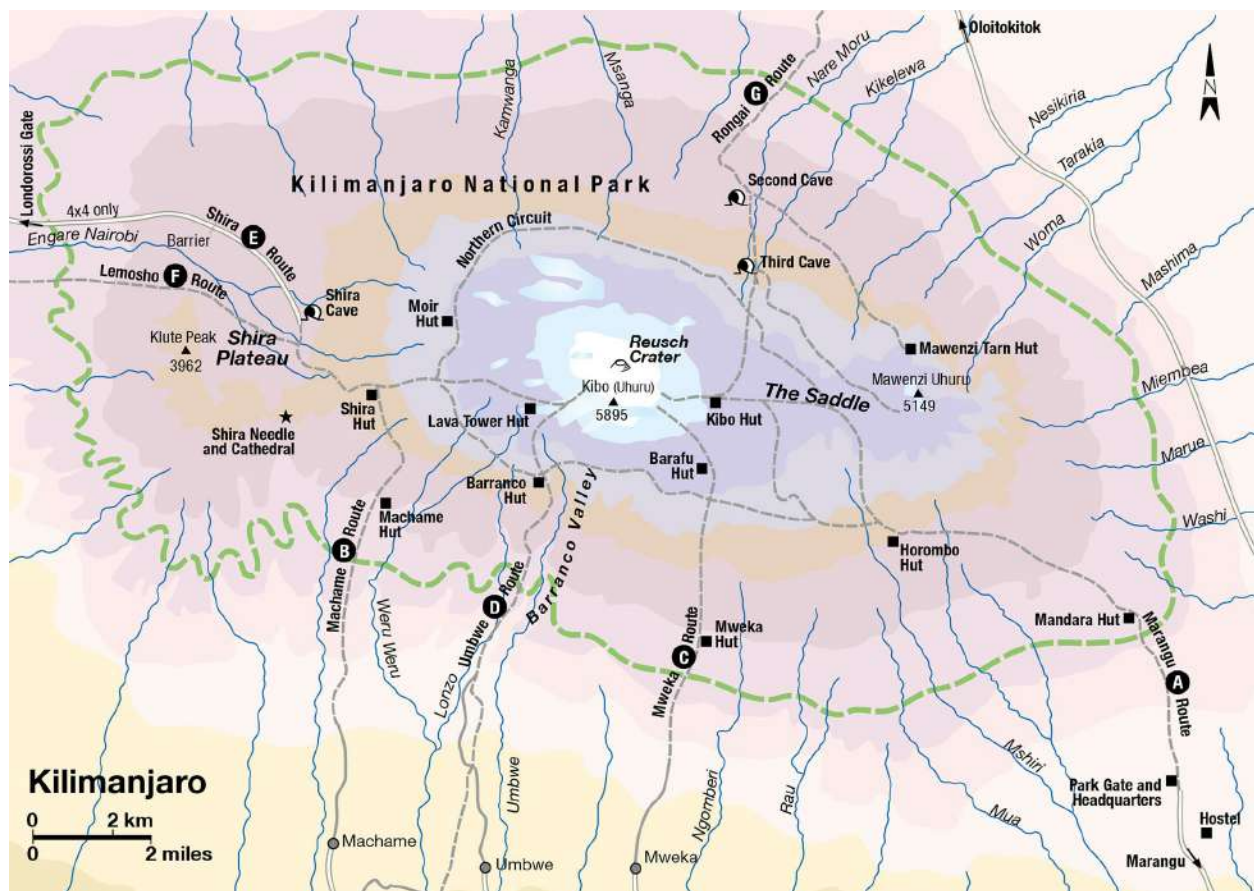 Oloitokitok
N
Londorossi Gate
Kamwanga
Msanga
G
Rongai Route
Nare Moru
Kikelewa
Nesikiria
Tarakia
Woma
Mashima
Miembea
Marue
Washi
Kilimanjaro National Park
4x4 only
Engare Nairobi
Barrier
Shira E Route
Lemosho F Route
Northern Circuit
Second Cave
Third Cave
Shira
Cave
Moir
Hut
Klute Peak
3962
Shira
Plateau
Reusch
Crater
Kibo (Uhuru)
5895
Mawenzi Tarn Hut
Mawenzi Uhuru
5149
The Saddle
Shira
Hut
Lava Tower Hut
Kibo Hut
Shira Needle
and Cathedral
Barafu
Hut
Barranco
Hut
Machame
Hut
Machame B Route
Barranco Valley
Horombo
Hut
Weru Weru
Lonzo
Umbwe D Route
Mweka
Hut
Mweka C Route
Mandara Hut
Marangu A Route
Umbwe
Ngomberi
Rau
Mshiri
Mua
Park Gate and
Headquarters
Hostel
Marangu
Kilimanjaro
0 2 km
0 2 miles
Machame
Umbwe
Mweka